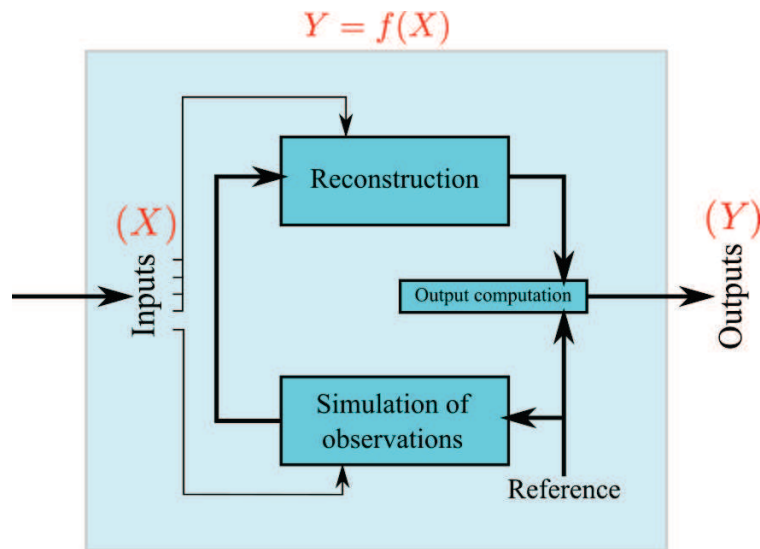 Y = f(X)
Reconstruction
(X)
Inputs
(Y)
Outputs
Output computation
Simulation of
observations
Reference